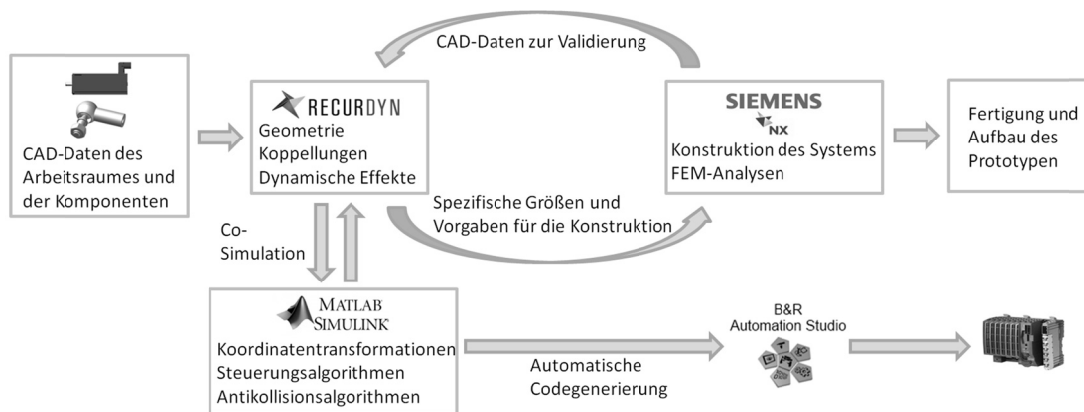 CAD-Daten zur Validierung
CAD-Daten des
Arbeitsraumes und
der Komponenten
RECURDYN
Geometrie
Koppellungen
Dynamische Effekte
SIEMENS
NX
Konstruktion des Systems
FEM-Analysen
Fertigung und
Aufbau des
Prototypen
Spezifische Größen und
Vorgaben für die Konstruktion
Co-
Simulation
MATLAB
SIMULINK
Koordinatentransformationen
Steuerungsalgorithmen
Antikollisionsalgorithmen
Automatische
Codegenerierung
B&R
Automation Studio